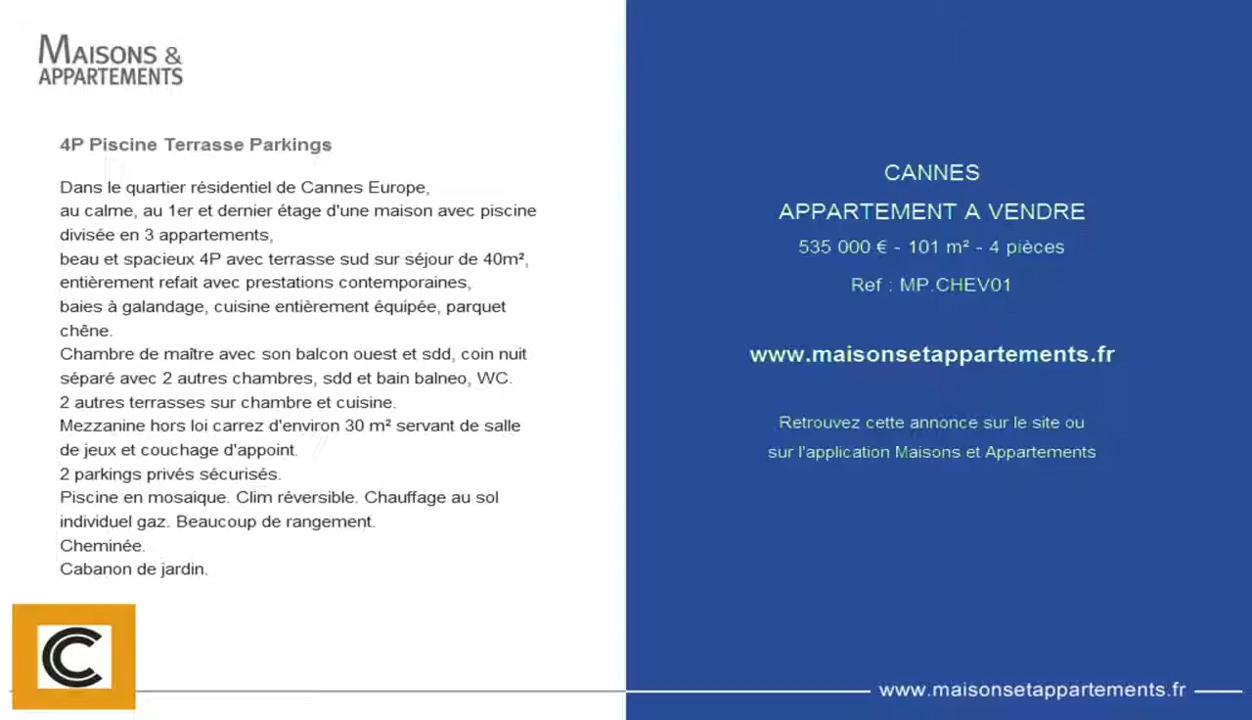 MAISONS &
APPARTEMENTS
4P Piscine Terrasse Parkings
Dans le quartier résidentiel de Cannes Europe,
au calme, au 1er et dernier étage d'une maison avec piscine
divisée en 3 appartements,
beau et spacieux 4P avec terrasse sud sur séjour de 40m²,
entièrement refait avec prestations contemporaines,
baies à galandage, cuisine entièrement équipée, parquet
chêne.
Chambre de maître avec son balcon ouest et sdd, coin nuit
séparé avec 2 autres chambres, sdd et bain balneo, WC.
2 autres terrasses sur chambre et cuisine.
Mezzanine hors loi carrez d'environ 30 m² servant de salle
de jeux et couchage d'appoint.
2 parkings privés sécurisés.
Piscine en mosaique. Clim réversible. Chauffage au sol
individuel gaz. Beaucoup de rangement.
Cheminée.
Cabanon de jardin.
C
CANNES
APPARTEMENT A VENDRE
535 000 € - 101 m² - 4 pièces
Ref : MP.CHEV01
www.maisonsetappartements.fr
Retrouvez cette annonce sur le site ou
sur l'application Maisons et Appartements
www.maisonsetappartements.fr